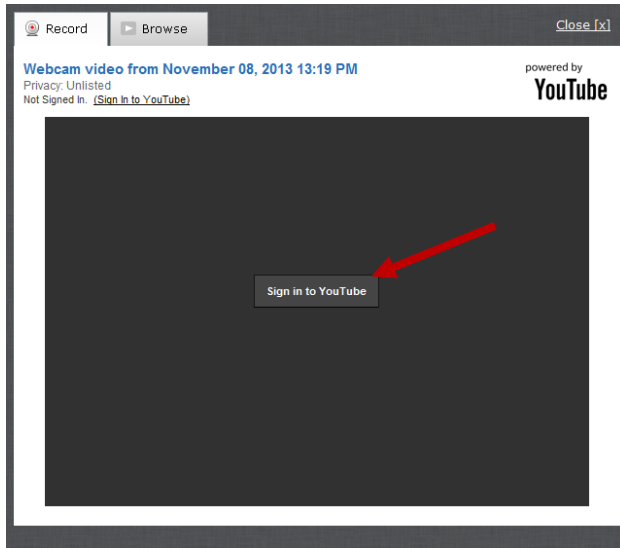 Record
Browse
Close [x]
Webcam video from November 08, 2013 13:19 PM
Privacy: Unlisted
Not Signed In. (Sign In to YouTube)
powered by
YouTube
Sign in to YouTube